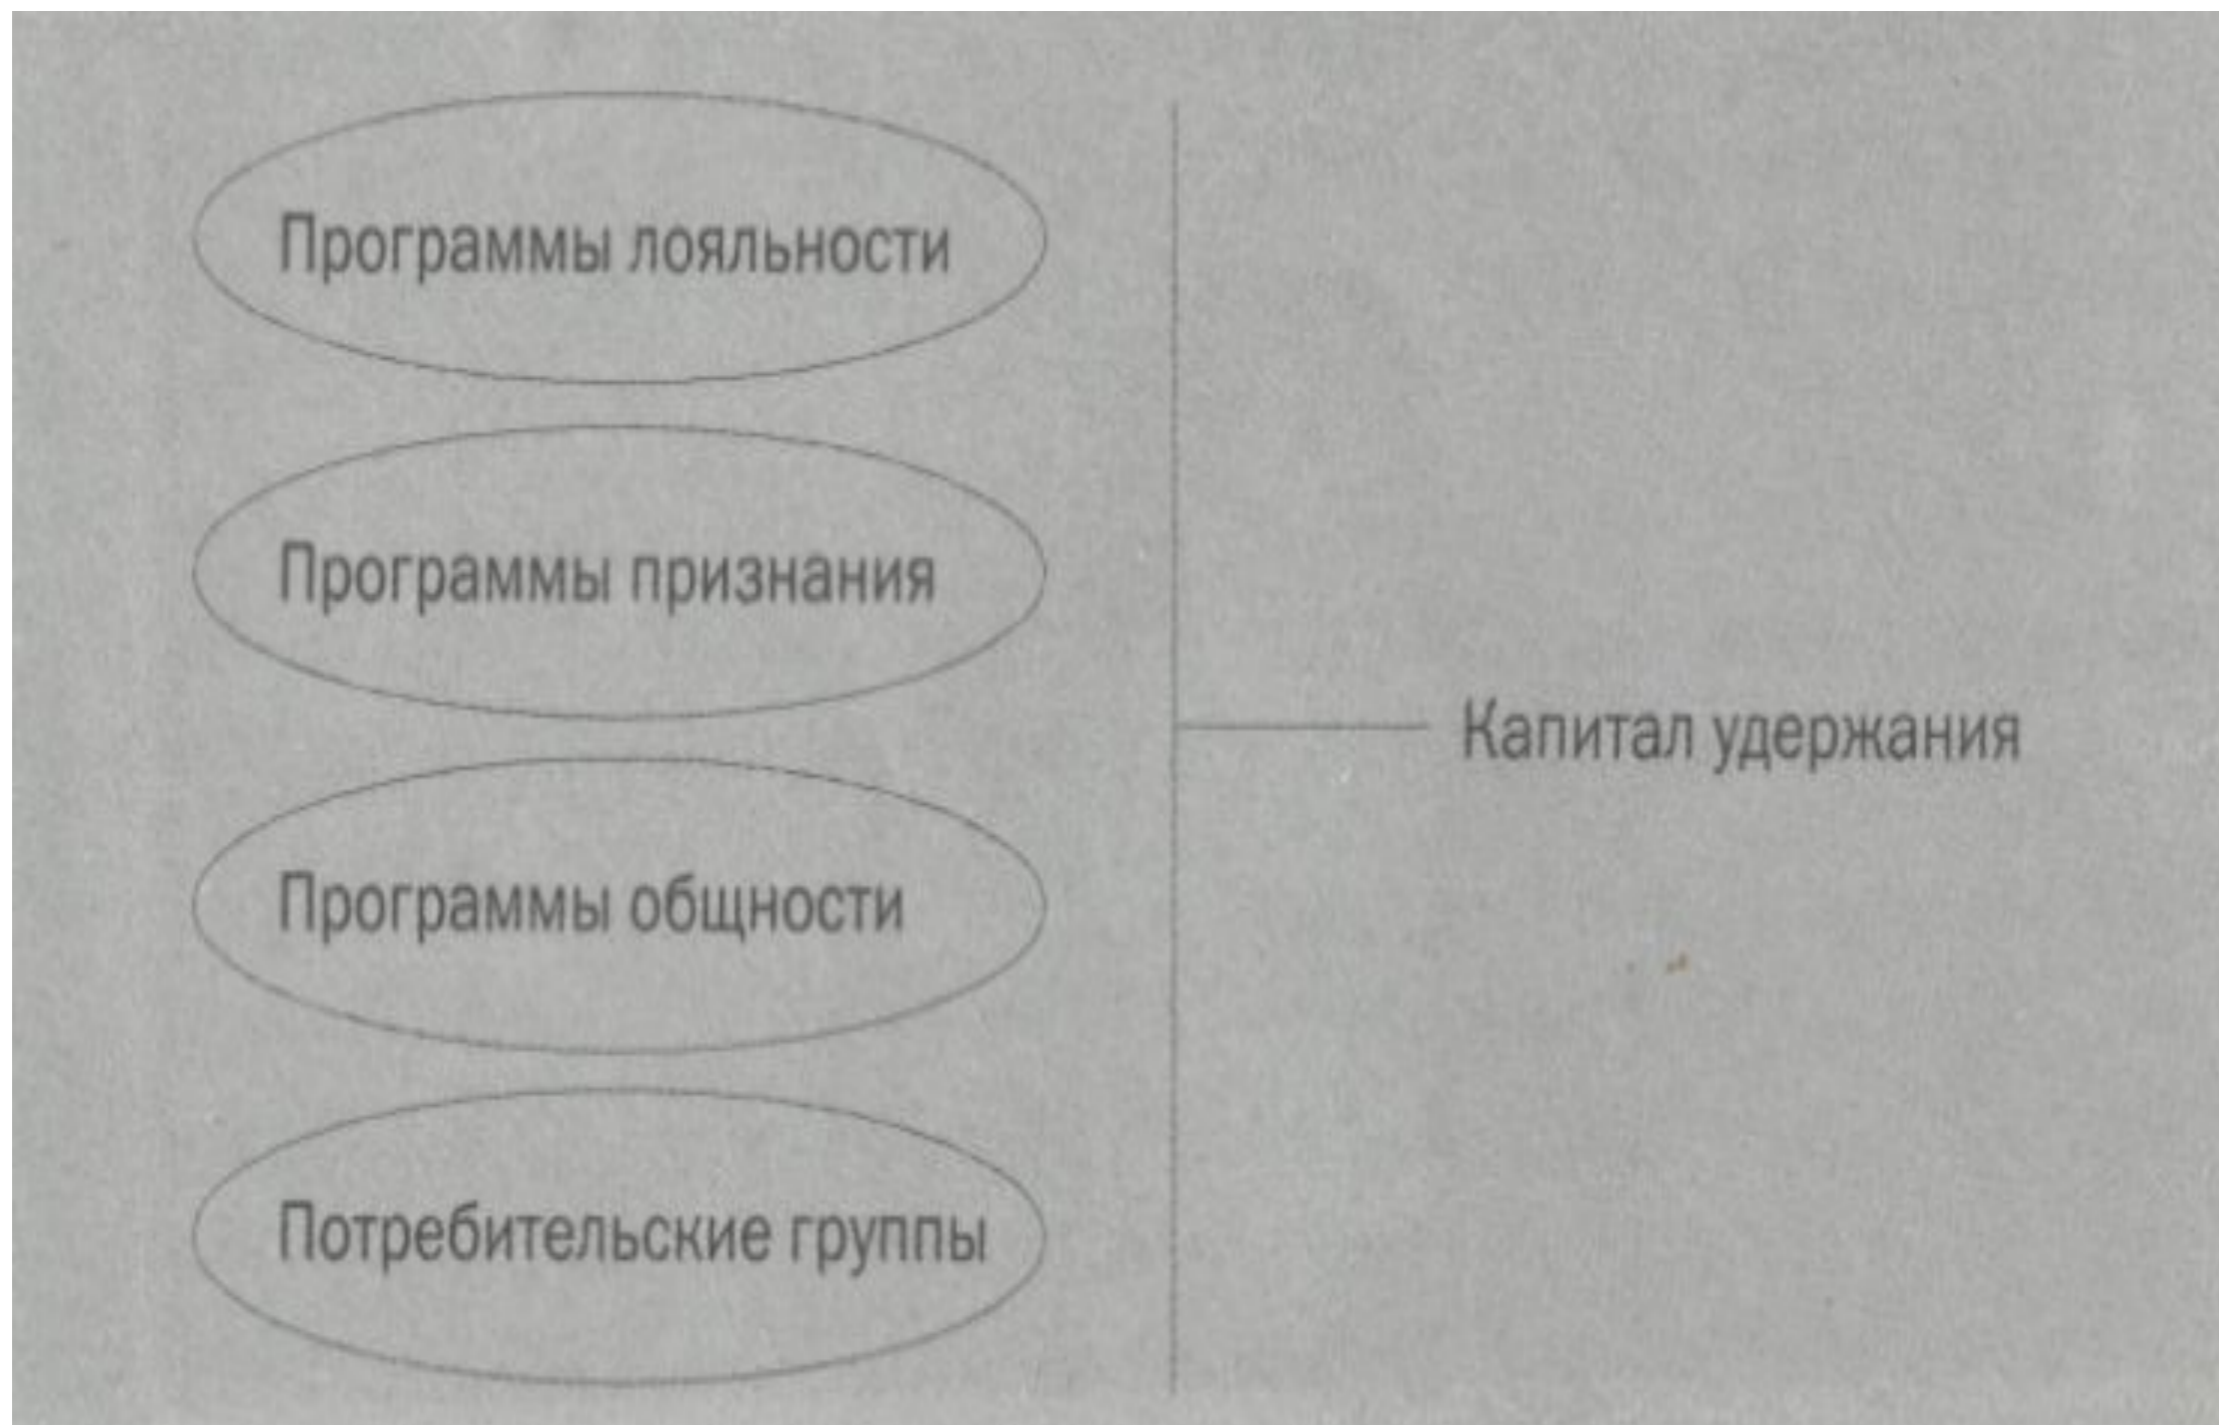 Программы лояльности
Программы признания
Капитал удержания
Программы общности
Потребительские группы